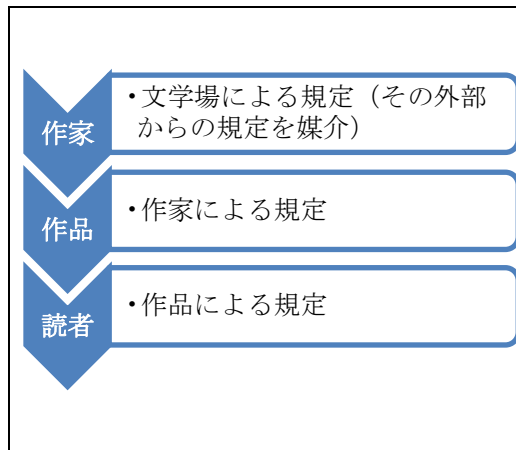 作家
・文学場による規定（その外部
からの規定を媒介）
作品
・作家による規定
読者
・作品による規定